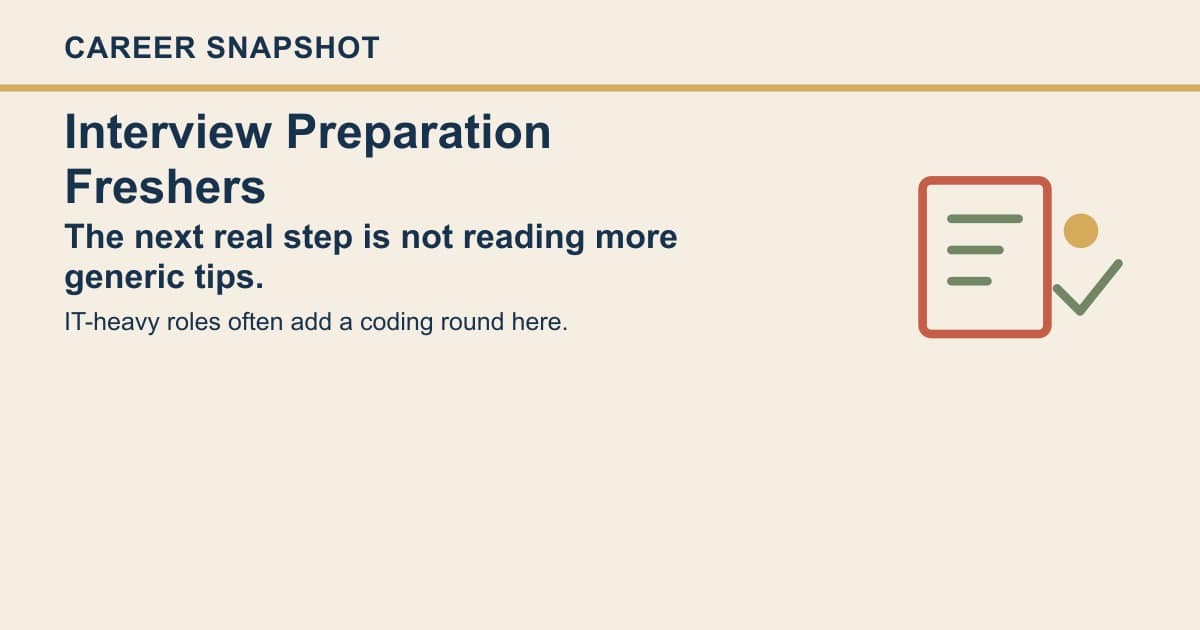 CAREER SNAPSHOT
Interview Preparation
Freshers
The next real step is not reading more
generic tips.
IT-heavy roles often add a coding round here.